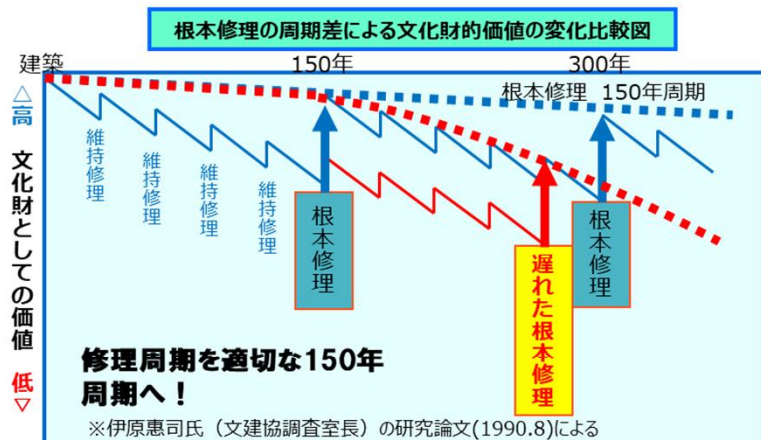 根本修理の周期差による文化財的価値の変化比較図
建築
150年
300年
根本修理 150年周期
△高 文化財としての価値 低▽
維持修理
維持修理
維持修理
維持修理
根本修理
遅れた根本修理
根本修理
修理周期を適切な150年
周期へ！
※伊原惠司氏（文建協調査室長）の研究論文(1990.8)による